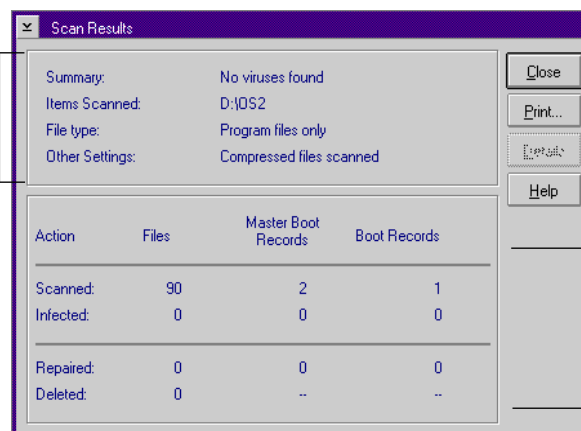 Scan Results
Summary: No viruses found
Items Scanned: D:\OS2
File type: Program files only
Other Settings: Compressed files scanned
Close
Print...
Details
Help
Action Files Master Boot Records Boot Records
Scanned: 90 2 1
Infected: 0 0 0
Repaired: 0 0 0
Deleted: 0 -- --